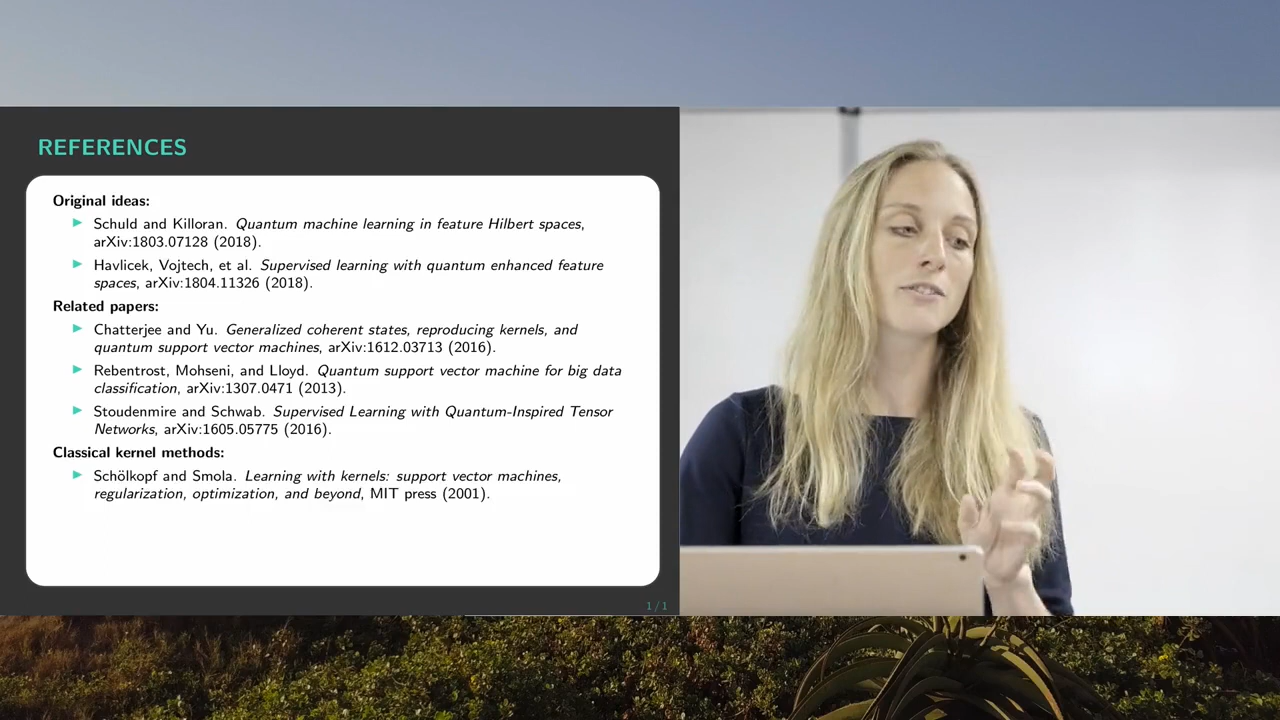 REFERENCES
Original ideas:
Schuld and Killoran. Quantum machine learning in feature Hilbert spaces,
arXiv:1803.07128 (2018).
Havlicek, Vojtech, et al. Supervised learning with quantum enhanced feature
spaces, arXiv:1804.11326 (2018).
Related papers:
Chatterjee and Yu. Generalized coherent states, reproducing kernels, and
quantum support vector machines, arXiv:1612.03713 (2016).
Rebentrost, Mohseni, and Lloyd. Quantum support vector machine for big data
classification, arXiv:1307.0471 (2013).
Stoudenmire and Schwab. Supervised Learning with Quantum-Inspired Tensor
Networks, arXiv:1605.05775 (2016).
Classical kernel methods:
Schölkopf and Smola. Learning with kernels: support vector machines,
regularization, optimization, and beyond, MIT press (2001).
1 / 1